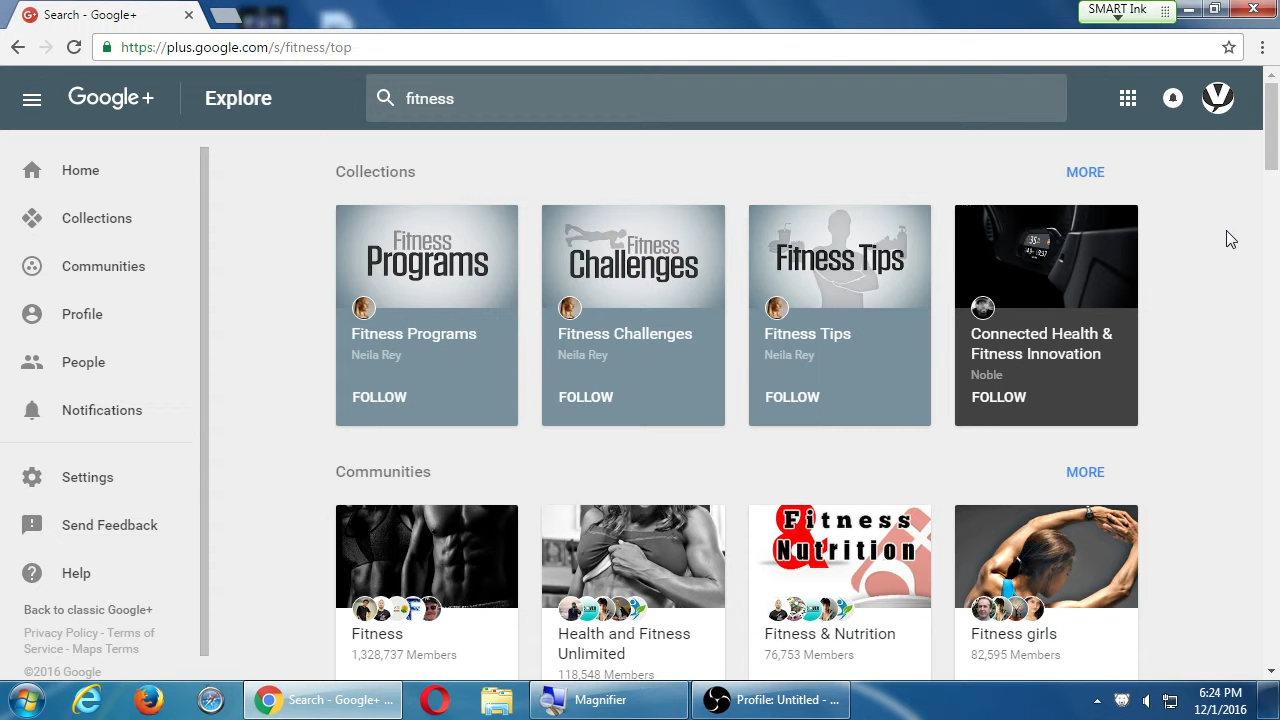 Search - Google+
SMART Ink
https://plus.google.com/s/fitness/top
Google+
Explore
fitness
Home
Collections
Communities
Profile
People
Notifications
Settings
Send Feedback
Help
Back to classic Google+
Privacy Policy - Terms of
Service - Maps Terms
©2016 Google
Collections
MORE
Fitness
Programs
Fitness Programs
Neila Rey
FOLLOW
Fitness
Challenges
Fitness Challenges
Neila Rey
FOLLOW
Fitness Tips
Fitness Tips
Neila Rey
FOLLOW
Connected Health &
Fitness Innovation
Noble
FOLLOW
Communities
MORE
Fitness
1,328,737 Members
Health and Fitness
Unlimited
118,548 Members
Fitness
& Nutrition
Fitness & Nutrition
76,753 Members
Fitness girls
82,595 Members
Search - Google+ ...
Magnifier
Profile: Untitled - ...
6:24 PM
12/1/2016